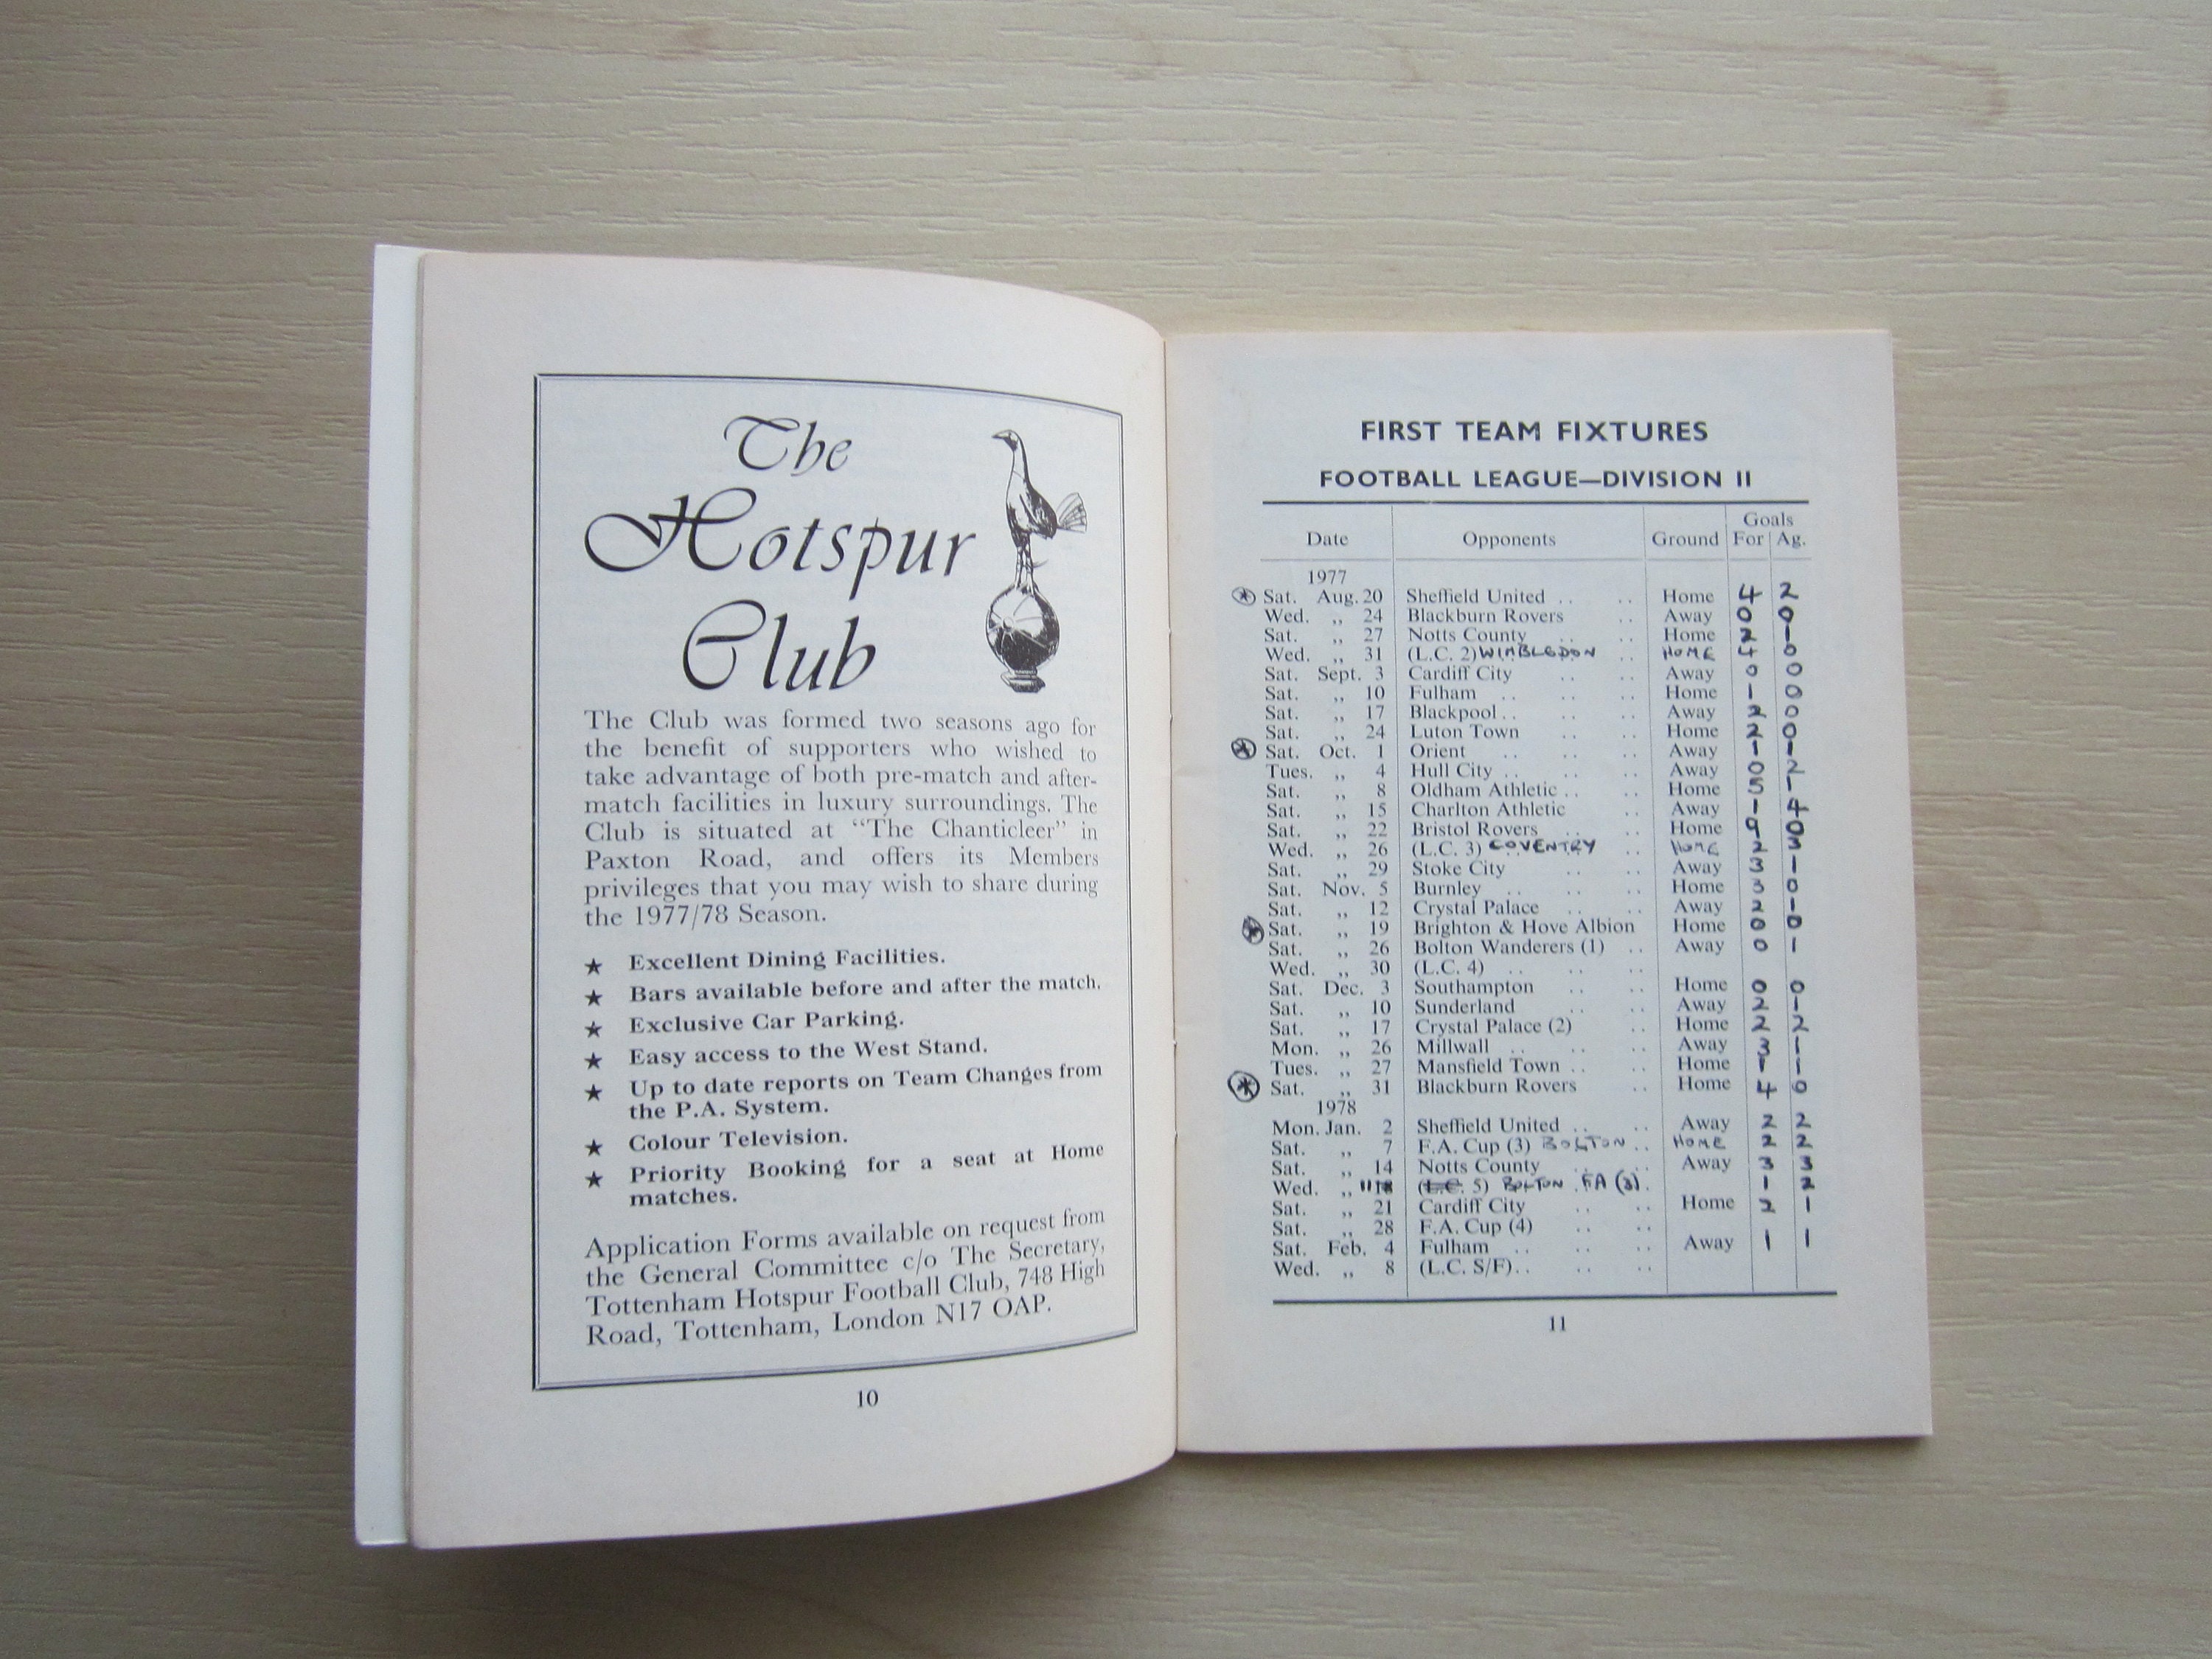 The
Hotspur
Club
The Club was formed two seasons ago for
the benefit of supporters who wished to
take advantage of both pre-match and after-
match facilities in luxury surroundings. The
Club is situated at “The Chanticleer” in
Paxton Road, and offers its Members
privileges that you may wish to share during
the 1977/78 Season.
★ Excellent Dining Facilities.
★ Bars available before and after the match.
★ Exclusive Car Parking.
★ Easy access to the West Stand.
★ Up to date reports on Team Changes from
the P.A. System.
★ Colour Television.
★ Priority Booking for a seat at Home
matches.
Application Forms available on request from
the General Committee c/o The Secretary,
Tottenham Hotspur Football Club, 748 High
Road, Tottenham, London N17 OAP.
10
FIRST TEAM FIXTURES
FOOTBALL LEAGUE—DIVISION II
Goals
Date Opponents Ground For Ag.
1977
Sat. Aug. 20 Sheffield United .. .. Home 4 2
Wed. ,, 24 Blackburn Rovers .. Away 0 0
Sat. ,, 27 Notts County .. .. Home 2 1
Wed. ,, 31 (L.C. 2) WIMBLEDON .. HOME 4 0
Sat. Sept. 3 Cardiff City .. .. Away 0 0
Sat. ,, 10 Fulham .. .. .. Home 1 0
Sat. ,, 17 Blackpool .. .. .. Away 2 0
Sat. ,, 24 Luton Town .. .. Home 2 0
Sat. Oct. 1 Orient .. .. .. Away 1 1
Tues. ,, 4 Hull City .. .. .. Away 0 2
Sat. ,, 8 Oldham Athletic .. .. Home 5 1
Sat. ,, 15 Charlton Athletic .. Away 1 4
Sat. ,, 22 Bristol Rovers .. .. Home 9 0
Wed. ,, 26 (L.C. 3) COVENTRY .. HOME 2 3
Sat. ,, 29 Stoke City .. .. Away 3 1
Sat. Nov. 5 Burnley .. .. .. Home 3 0
Sat. ,, 12 Crystal Palace .. .. Away 2 1
Sat. ,, 19 Brighton & Hove Albion Home 0 0
Sat. ,, 26 Bolton Wanderers (1) .. Away 0 1
Wed. ,, 30 (L.C. 4) .. .. ..
Sat. Dec. 3 Southampton .. .. Home 0 0
Sat. ,, 10 Sunderland .. .. Away 2 1
Sat. ,, 17 Crystal Palace (2) .. Home 2 2
Mon. ,, 26 Millwall .. .. .. Away 3 1
Tues. ,, 27 Mansfield Town .. .. Home 1 1
Sat. ,, 31 Blackburn Rovers .. Home 4 0
1978
Mon. Jan. 2 Sheffield United .. .. Away 2 2
Sat. ,, 7 F.A. Cup (3) BOLTON .. HOME 2 2
Sat. ,, 14 Notts County .. .. Away 3 3
Wed. ,, (L.C. 5) BOLTON FA (3). 1 2
Sat. ,, 21 Cardiff City .. .. Home 2 1
Sat. ,, 28 F.A. Cup (4) .. ..
Sat. Feb. 4 Fulham .. .. .. Away 1 1
Wed. ,, 8 (L.C. S/F) .. .. ..
11